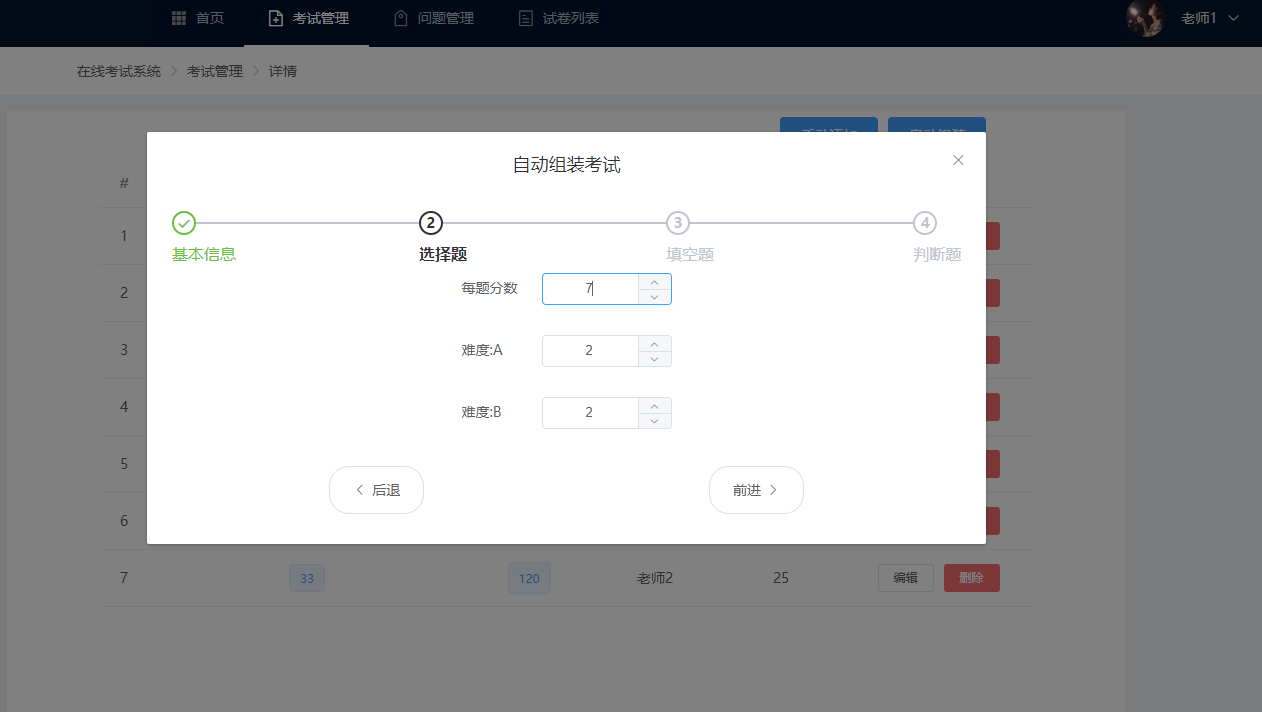 首页
考试管理
问题管理
试卷列表
老师1
在线考试系统 > 考试管理 > 详情
自动组装考试
#
2
3
4
基本信息
选择题
填空题
判断题
每题分数 7
难度:A 2
难度:B 2
后退
前进
1
2
3
4
5
6
7 33 120 老师2 25 编辑 删除